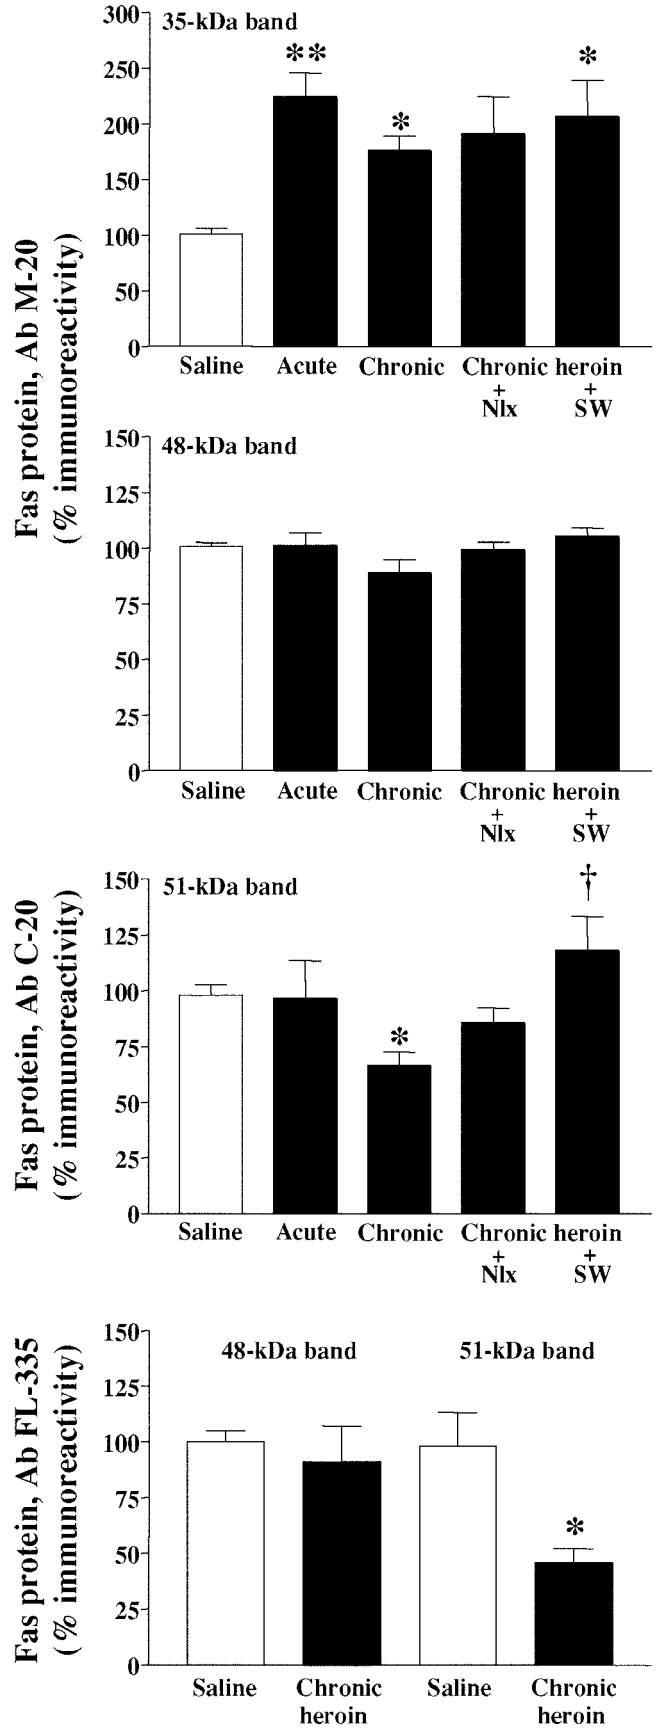 Fas protein, Ab M-20
(% immunoreactivity)
35-kDa band
300
250
200
150
100
50
0
**
*
*
Saline Acute Chronic Chronic heroin
+ +
Nlx SW
48-kDa band
150
125
100
75
50
25
0
Saline Acute Chronic Chronic heroin
+ +
Nlx SW
Fas protein, Ab C-20
(% immunoreactivity)
51-kDa band
150
125
100
75
50
25
0
*
†
Saline Acute Chronic Chronic heroin
+ +
Nlx SW
Fas protein, Ab FL-335
(% immunoreactivity)
48-kDa band 51-kDa band
150
125
100
75
50
25
0
*
Saline Chronic Saline Chronic
heroin heroin